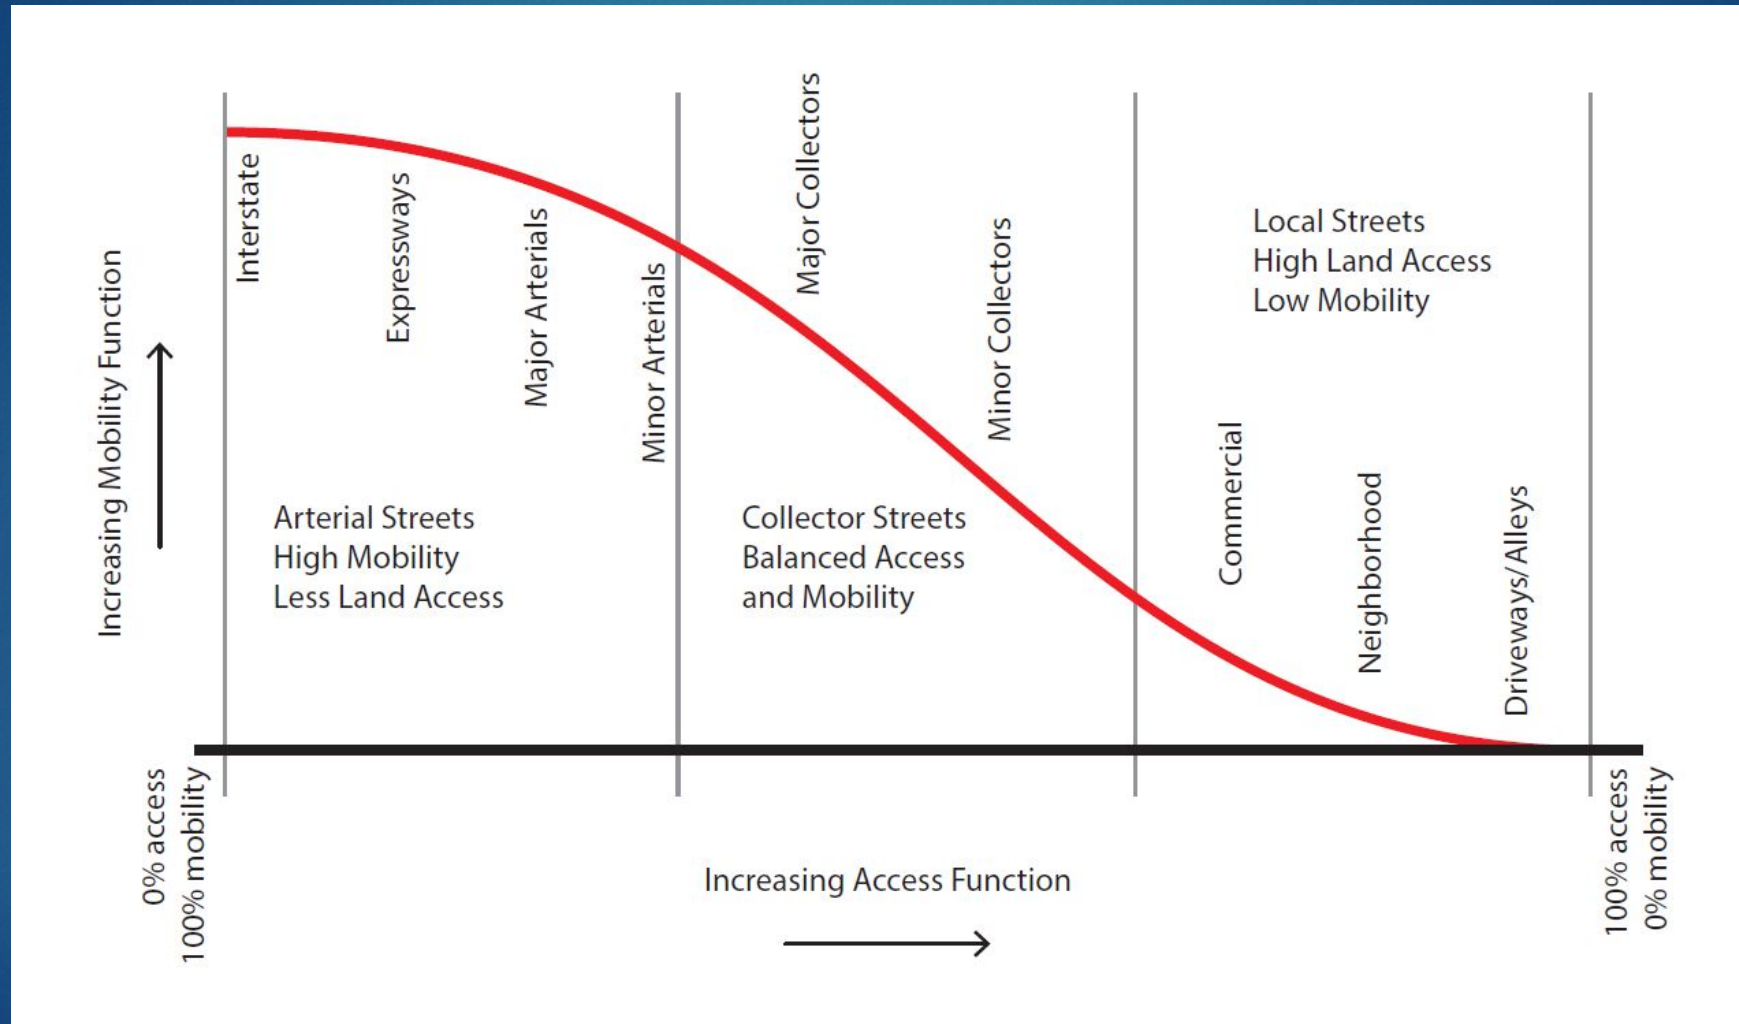 Increasing Mobility Function
Interstate
Expressways
Major Arterials
Minor Arterials
Major Collectors
Minor Collectors
Local Streets
High Land Access
Low Mobility
Commercial
Neighborhood
Driveways/Alleys
Arterial Streets
High Mobility
Less Land Access
Collector Streets
Balanced Access
and Mobility
0% access
100% mobility
Increasing Access Function
100% access
0% mobility